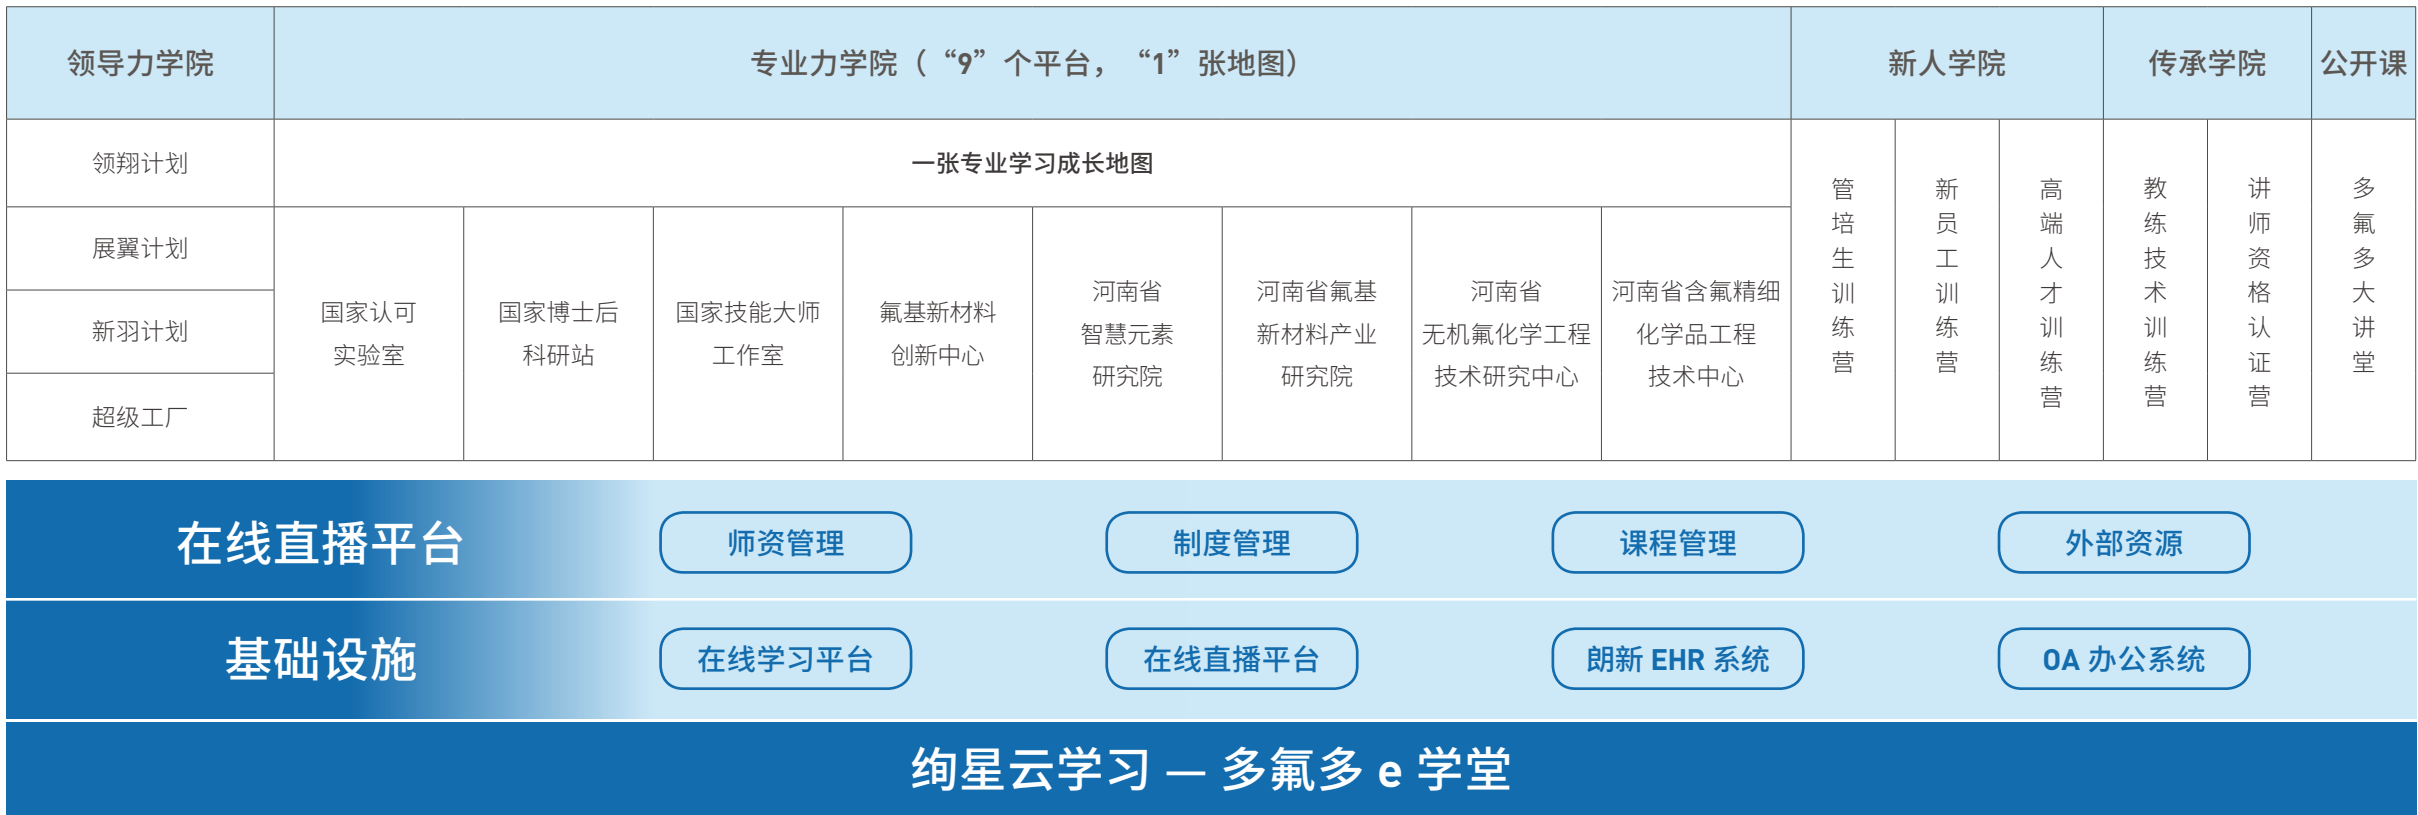 领导力学院
专业力学院（“9”个平台，“1”张地图）
新人学院
传承学院
公开课
领翔计划
展翼计划
新羽计划
超级工厂
一张专业学习成长地图
国家认可
实验室
国家博士后
科研站
国家技能大师
工作室
氟基新材料
创新中心
河南省
智慧元素
研究院
河南省氟基
新材料产业
研究院
河南省
无机氟化学工程
技术研究中心
河南省含氟精细
化学品工程
技术中心
管培生训练营
新员工训练营
高端人才训练营
教练技术训练营
讲师资格认证营
多氟多大讲堂
在线直播平台
师资管理
制度管理
课程管理
外部资源
基础设施
在线学习平台
在线直播平台
朗新 EHR 系统
OA 办公系统
绚星云学习 — 多氟多 e 学堂